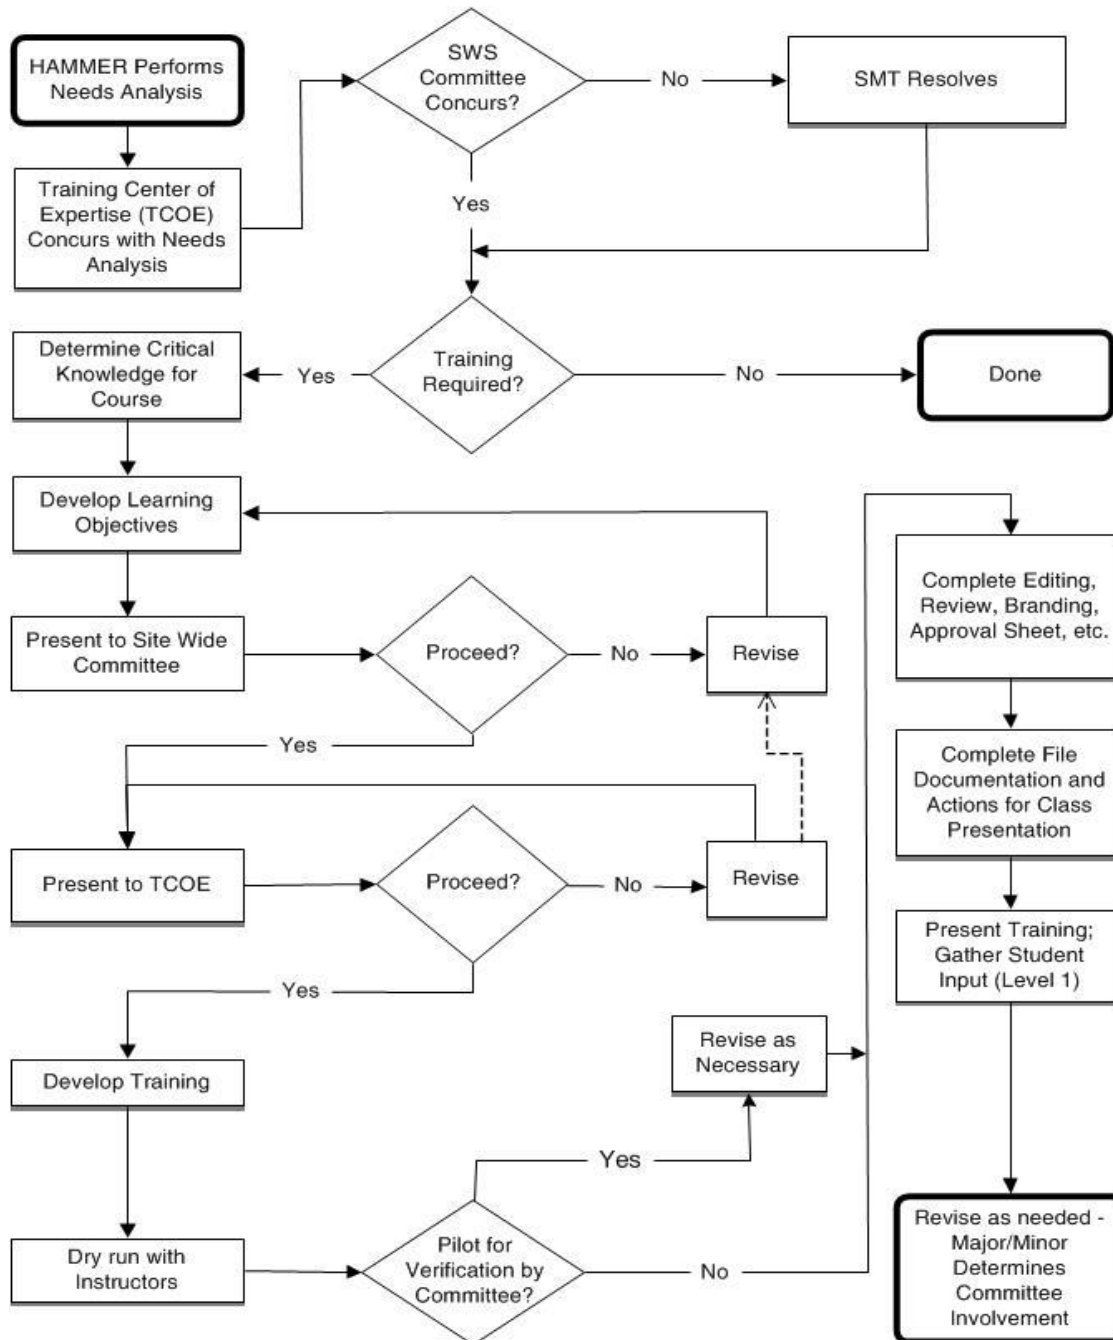 HAMMER Performs
Needs Analysis
SWS
Committee
Concurs?
No
SMT Resolves
Training Center of
Expertise (TCOE)
Concurs with Needs
Analysis
Yes
Determine Critical
Knowledge for
Course
Yes
Training
Required?
No
Done
Develop Learning
Objectives
Present to Site Wide
Committee
Proceed?
No
Revise
Yes
Present to TCOE
Proceed?
No
Revise
Yes
Develop Training
Dry run with
Instructors
Pilot for
Verification by
Committee?
Yes
Revise as
Necessary
No
Complete Editing,
Review, Branding,
Approval Sheet, etc.
Complete File
Documentation and
Actions for Class
Presentation
Present Training;
Gather Student
Input (Level 1)
Revise as needed -
Major/Minor
Determines
Committee
Involvement